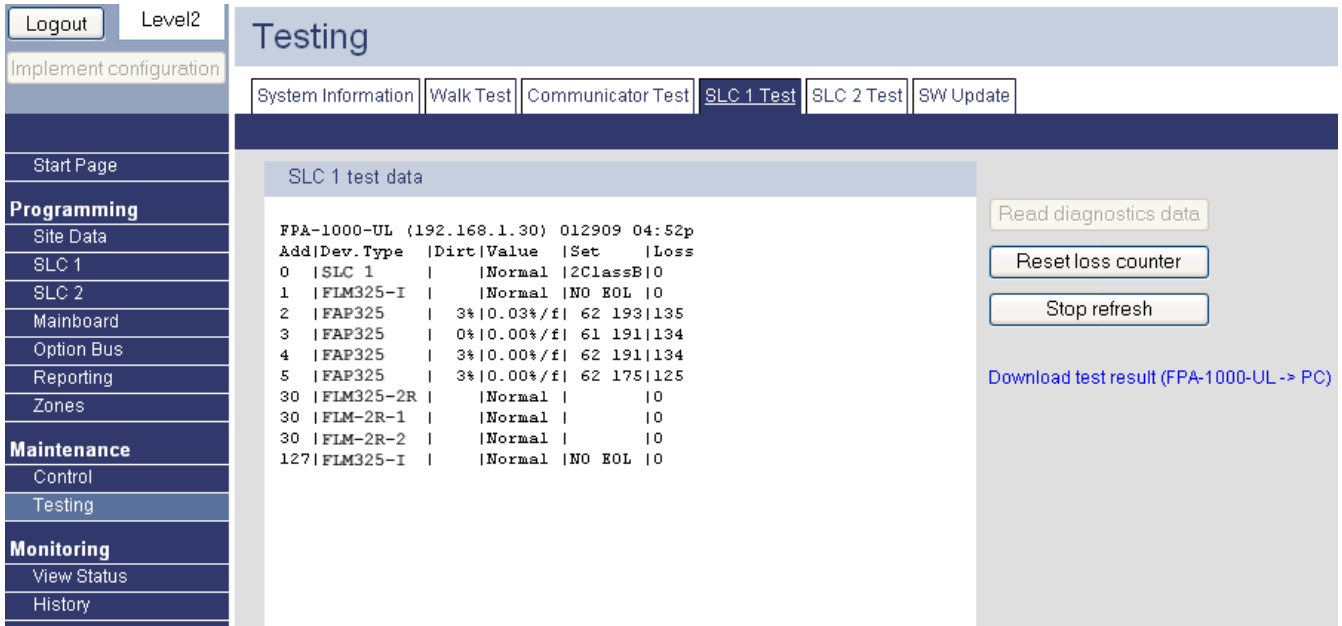 Logout
Level2
Implement configuration
Start Page
Programming
Site Data
SLC 1
SLC 2
Mainboard
Option Bus
Reporting
Zones
Maintenance
Control
Testing
Monitoring
View Status
History
Testing
System Information Walk Test Communicator Test SLC 1 Test SLC 2 Test SW Update
SLC 1 test data
FPA-1000-UL (192.168.1.30) 012909 04:52p
Add|Dev.Type |Dirt|Value |Set |Loss
0 |SLC 1 | |Normal |2ClassB|0
1 |FLM325-I | |Normal |NO EOL |0
2 |FAP325 | 3%|0.03%/f| 62 193|135
3 |FAP325 | 0%|0.00%/f| 61 191|134
4 |FAP325 | 3%|0.00%/f| 62 191|134
5 |FAP325 | 3%|0.00%/f| 62 175|125
30 |FLM325-2R | |Normal | |0
30 |FLM-2R-1 | |Normal | |0
30 |FLM-2R-2 | |Normal | |0
127|FLM325-I | |Normal |NO EOL |0
Read diagnostics data
Reset loss counter
Stop refresh
Download test result (FPA-1000-UL -> PC)